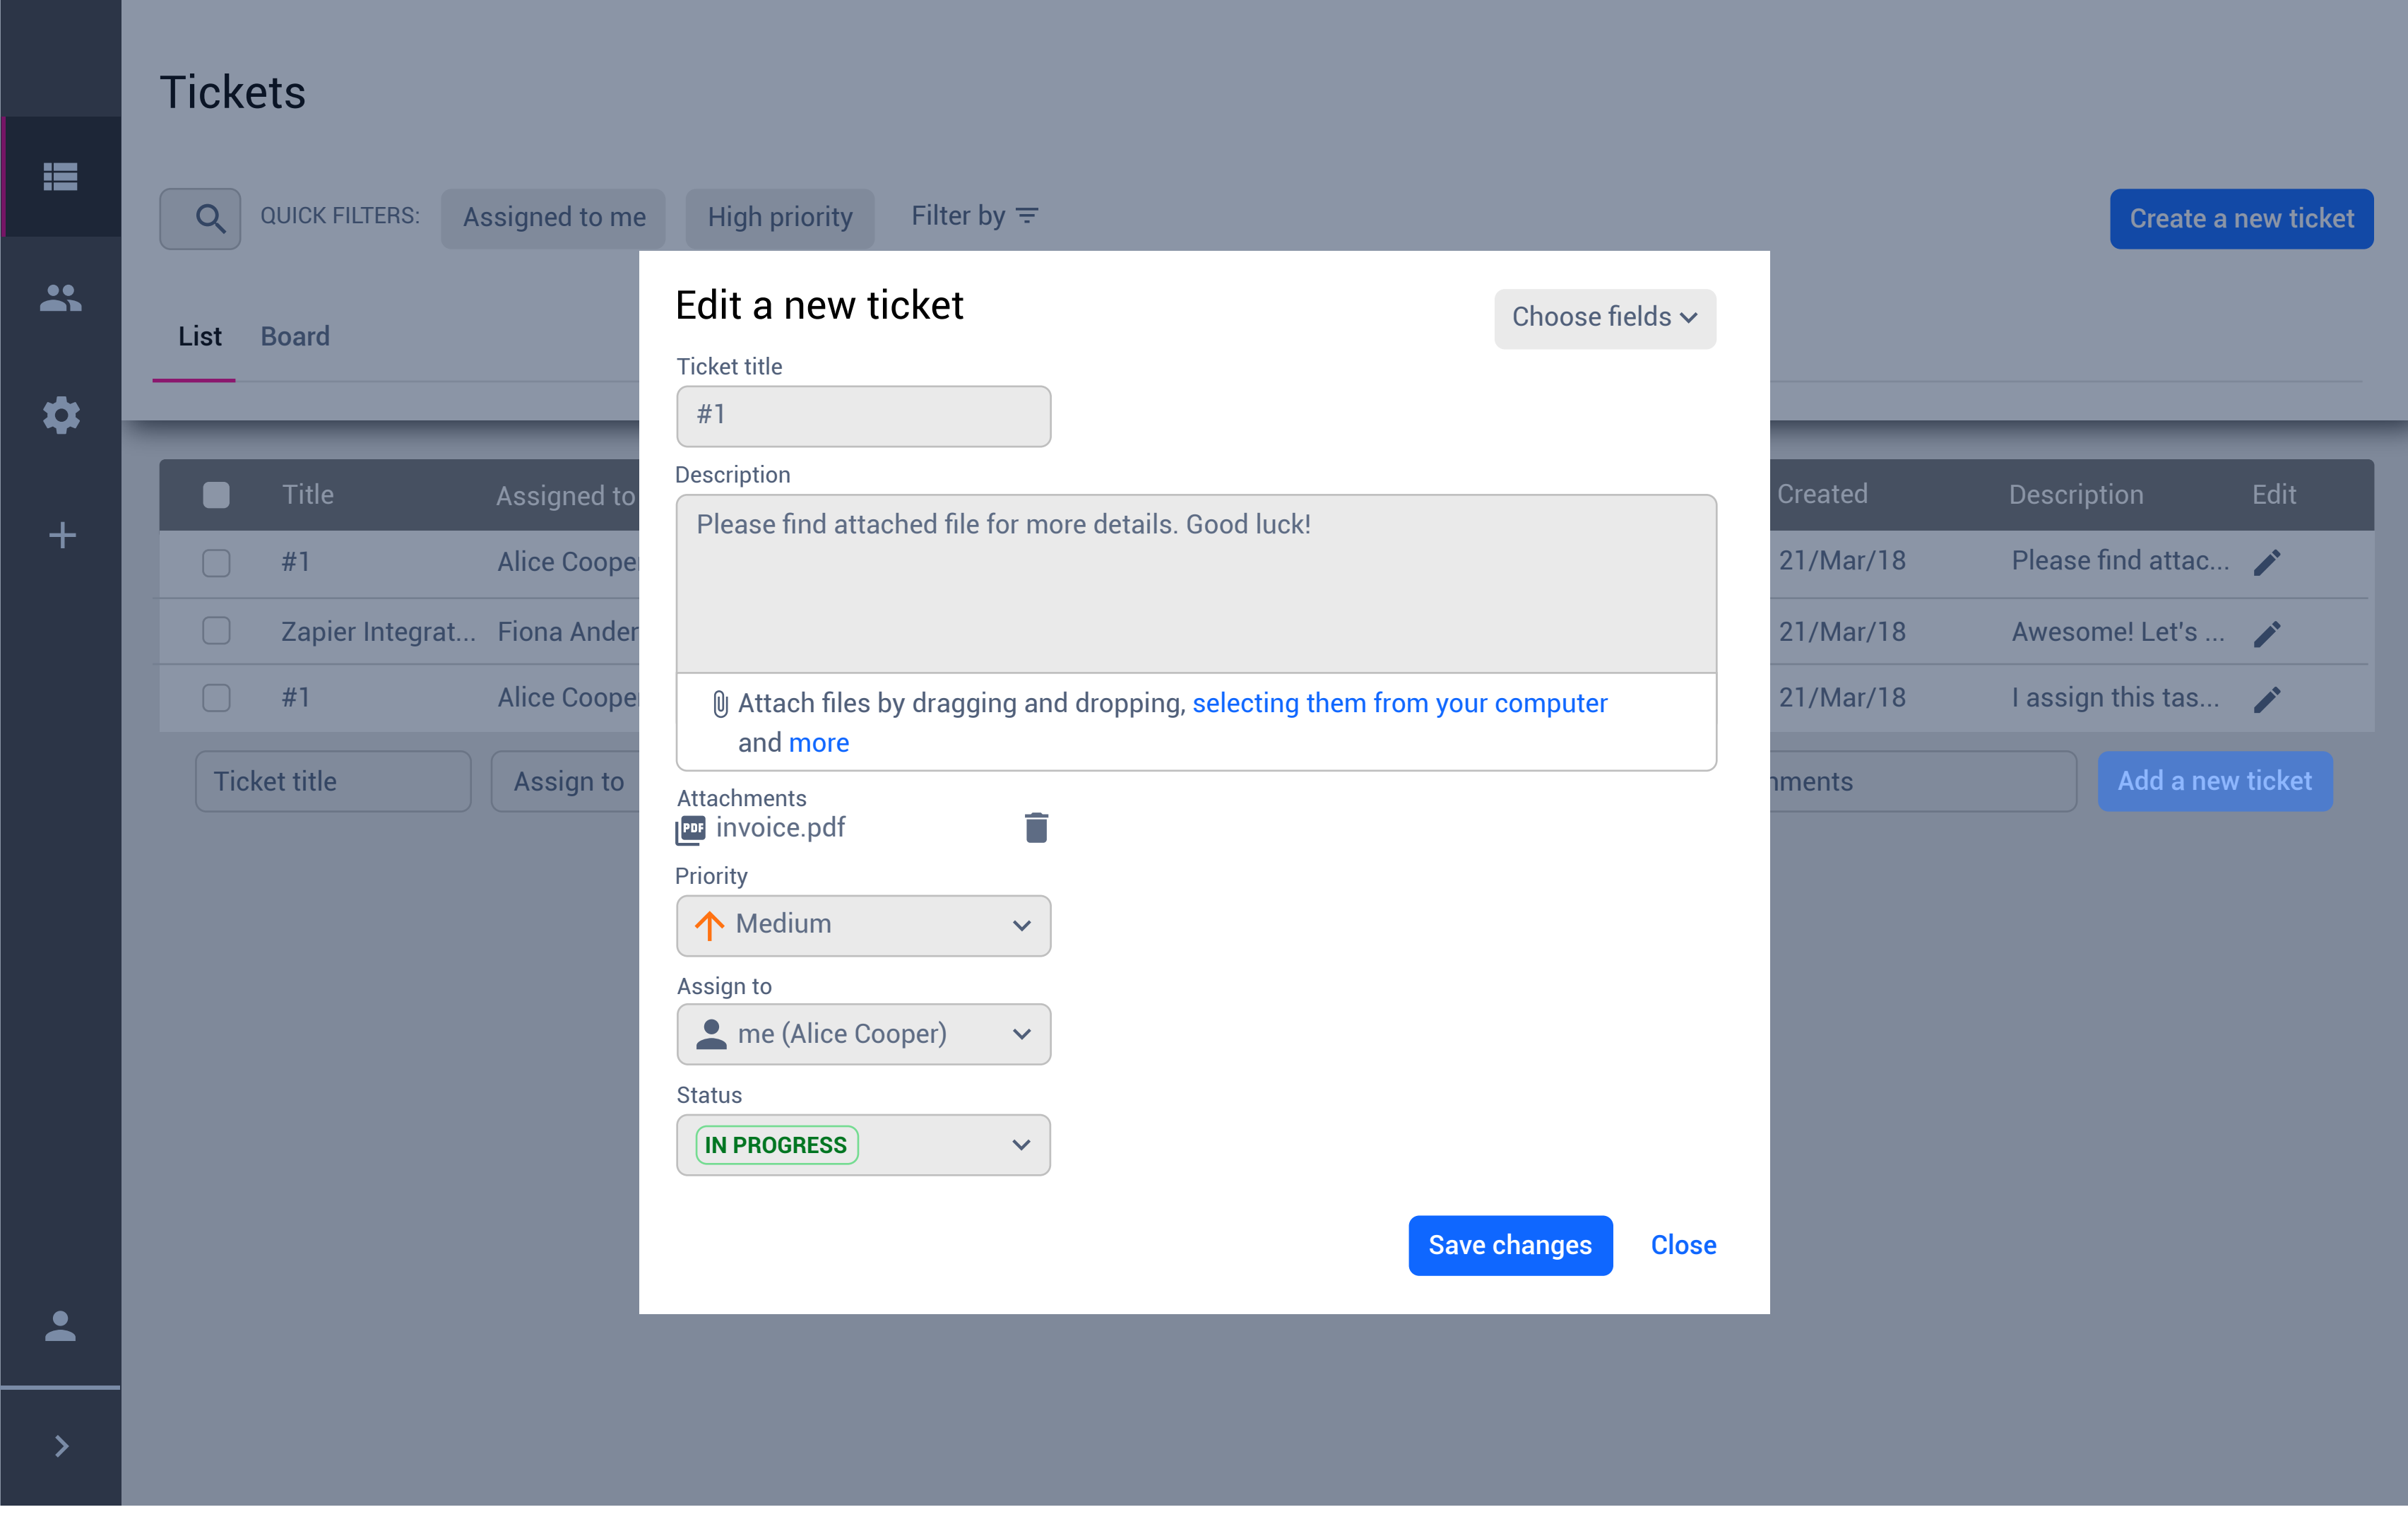 Tickets
QUICK FILTERS: Assigned to me High priority Filter by Create a new ticket
List Board
Title Assigned to Created Description Edit
#1 Alice Coope 21/Mar/18 Please find attac...
Zapier Integrat... Fiona Ander 21/Mar/18 Awesome! Let's ...
#1 Alice Coope 21/Mar/18 I assign this tas...
Ticket title Assign to mments Add a new ticket
Edit a new ticket Choose fields
Ticket title
#1
Description
Please find attached file for more details. Good luck!
Attach files by dragging and dropping, selecting them from your computer
and more
Attachments
PDF invoice.pdf
Priority
Medium
Assign to
me (Alice Cooper)
Status
IN PROGRESS
Save changes Close